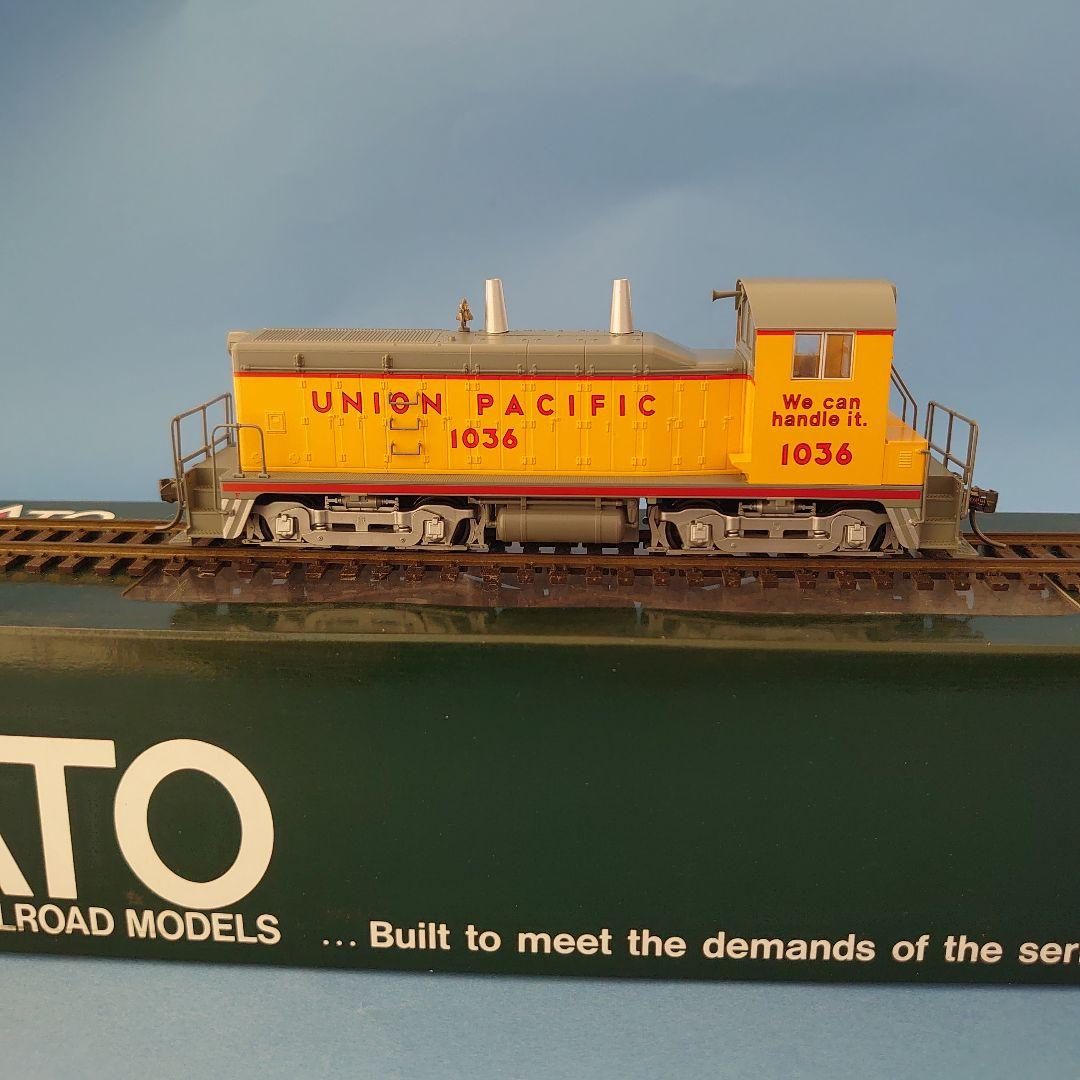 UNION PACIFIC
1036
We can
handle it.
1036
ATO
ATO
LROAD MODELS
... Built to meet the demands of the ser